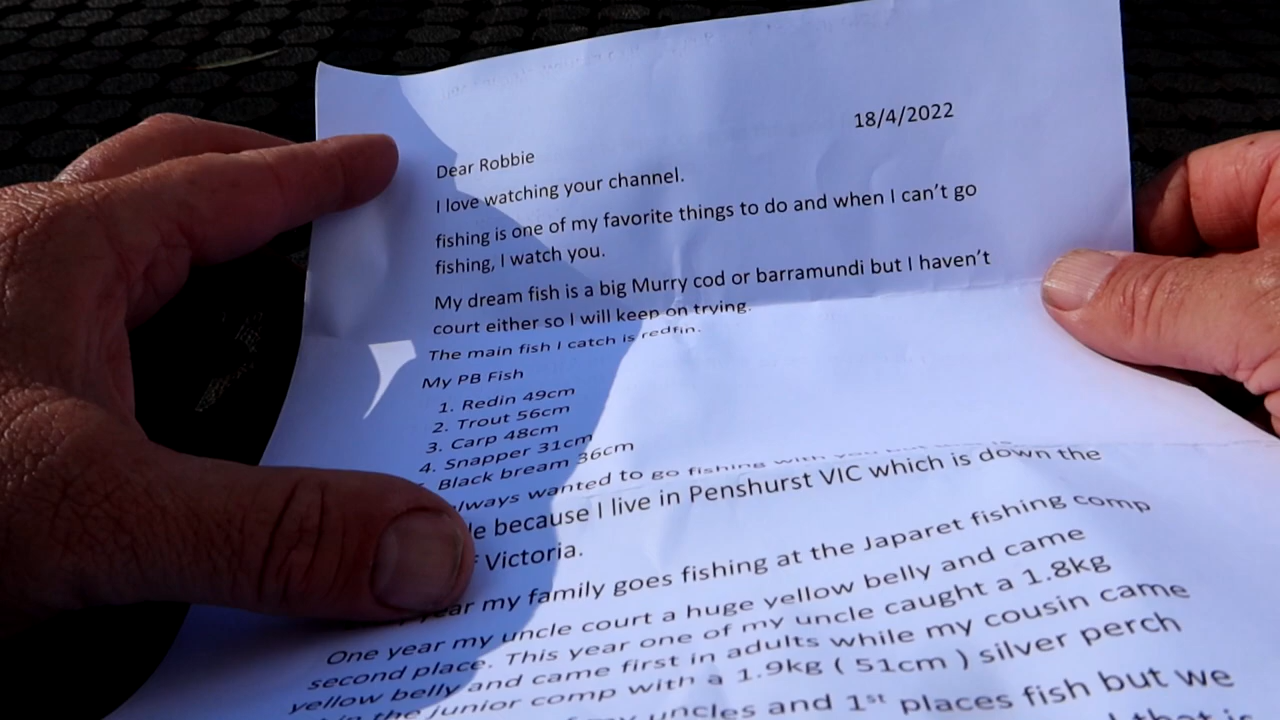 18/4/2022
Dear Robbie
I love watching your channel.
fishing is one of my favorite things to do and when I can't go
fishing, I watch you.
My dream fish is a big Murry cod or barramundi but I haven't
court either so I will keep on trying.
The main fish I catch is redfin.
My PB Fish
1. Redin 49cm
2. Trout 56cm
3. Carp 48cm
4. Snapper 31cm
Black bream 36cm
always wanted to go fishing with you but
because I live in Penshurst VIC which is down the
Victoria.
year my family goes fishing at the Japaret fishing comp
One year my uncle court a huge yellow belly and came
second place. This year one of my uncle caught a 1.8kg
yellow belly and came first in adults while my cousin came
in the junior comp with a 1.9kg ( 51cm ) silver perch
my uncles and 1st places fish but we